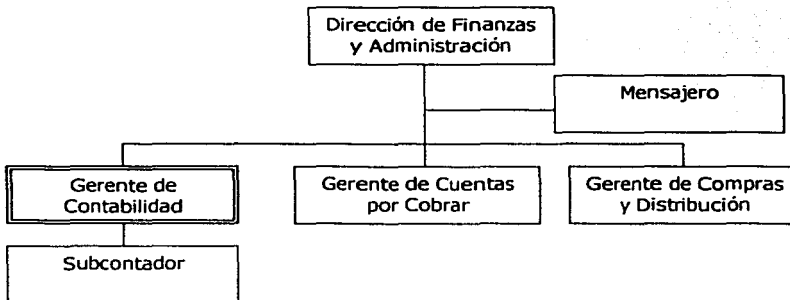 Dirección de Finanzas
y Administración
Mensajero
Gerente de
Contabilidad
Gerente de Cuentas
por Cobrar
Gerente de Compras
y Distribución
Subcontador